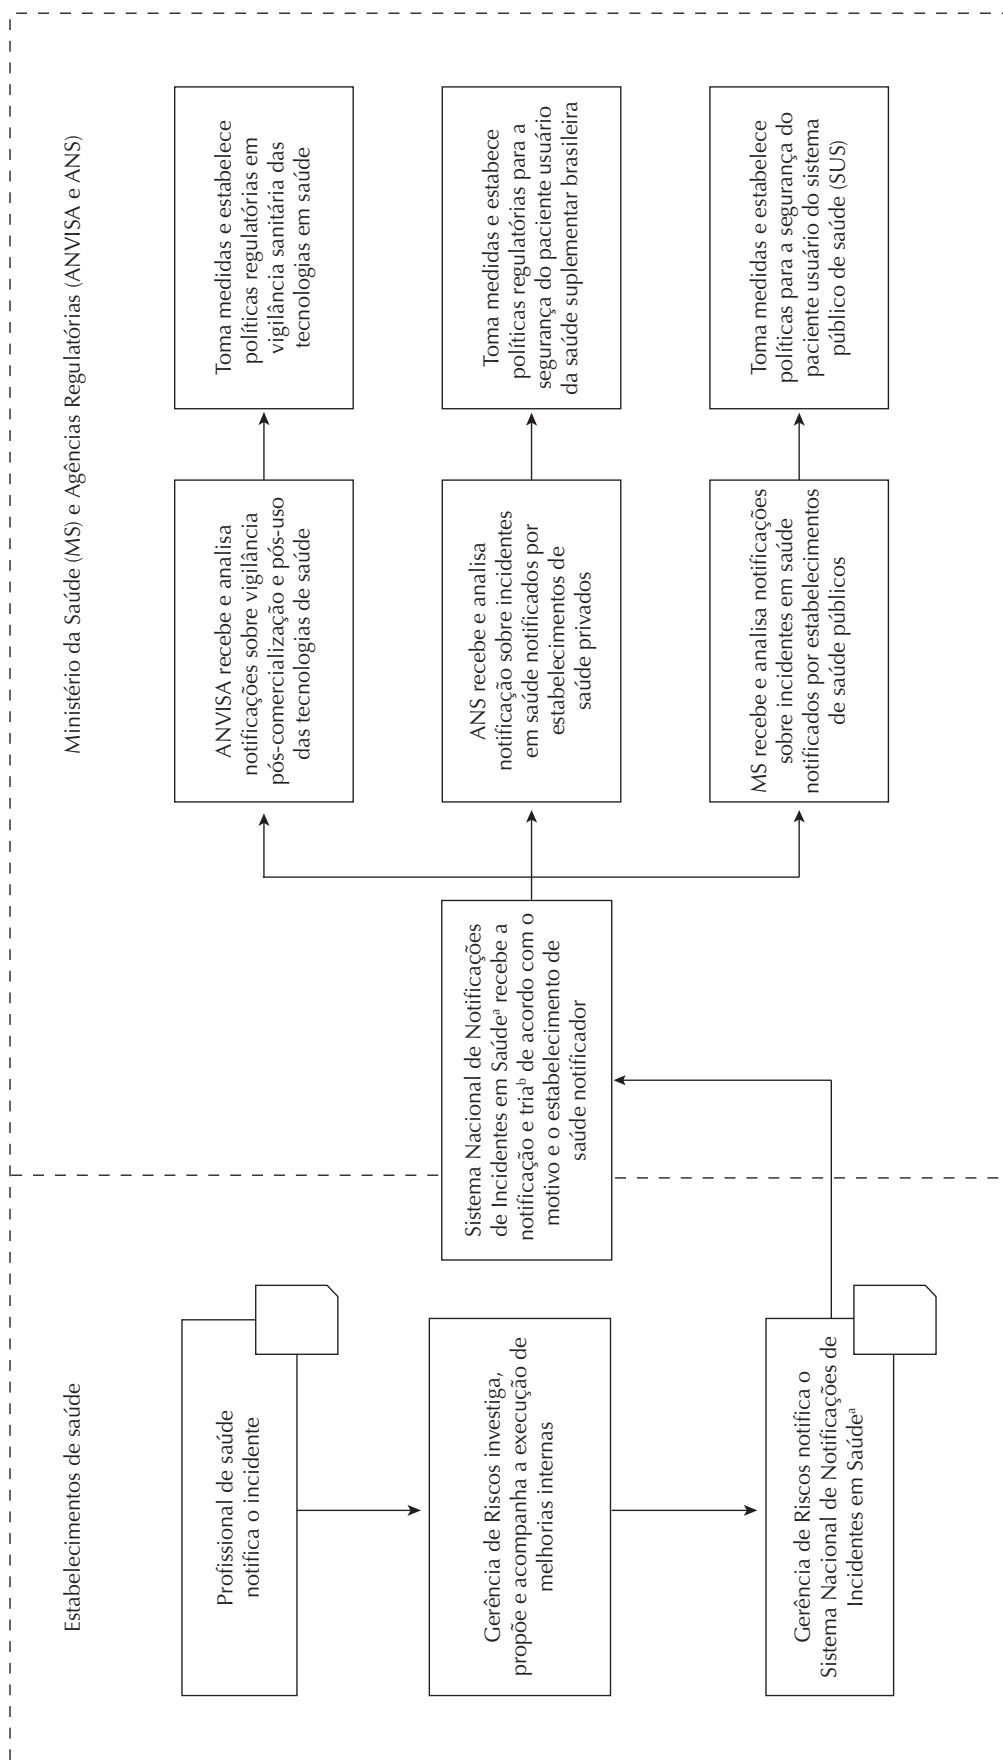 Estabelecimentos de saúde
Profissional de saúde
notifica o incidente
Gerência de Riscos investiga,
propõe e acompanha a execução de
melhorias internas
Gerência de Riscos notifica o
Sistema Nacional de Notificações de
Incidentes em Saúdeª
Sistema Nacional de Notificações
de Incidentes em Saúdeª recebe a
notificação e triaᵇ de acordo com o
motivo e o estabelecimento de
saúde notificador
Ministério da Saúde (MS) e Agências Regulatórias (ANVISA e ANS)
ANVISA recebe e analisa
notificações sobre vigilância
pós-comercialização e pós-uso
das tecnologias de saúde
Toma medidas e estabelece
políticas regulatórias em
vigilância sanitária das
tecnologias em saúde
ANS recebe e analisa
notificação sobre incidentes
em saúde notificados por
estabelecimentos de
saúde privados
Toma medidas e estabece
políticas regulatórias para a
segurança do paciente usuário
da saúde suplementar brasileira
MS recebe e analisa notificações
sobre incidentes em saúde
notificados por estabelecimentos
de saúde públicos
Toma medidas e estabelece
políticas para a segurança do
paciente usuário do sistema
público de saúde (SUS)